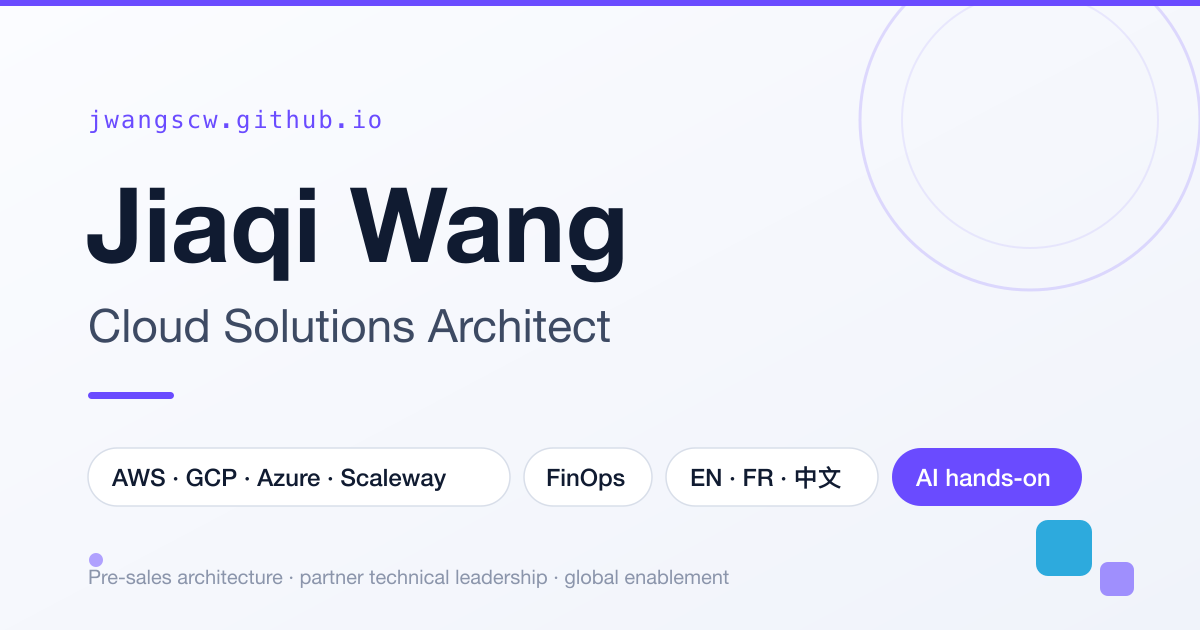 jwangscw.github.io
Jiaqi Wang
Cloud Solutions Architect
AWS · GCP · Azure · Scaleway
FinOps
EN · FR · 中文
AI hands-on
Pre-sales architecture · partner technical leadership · global enablement